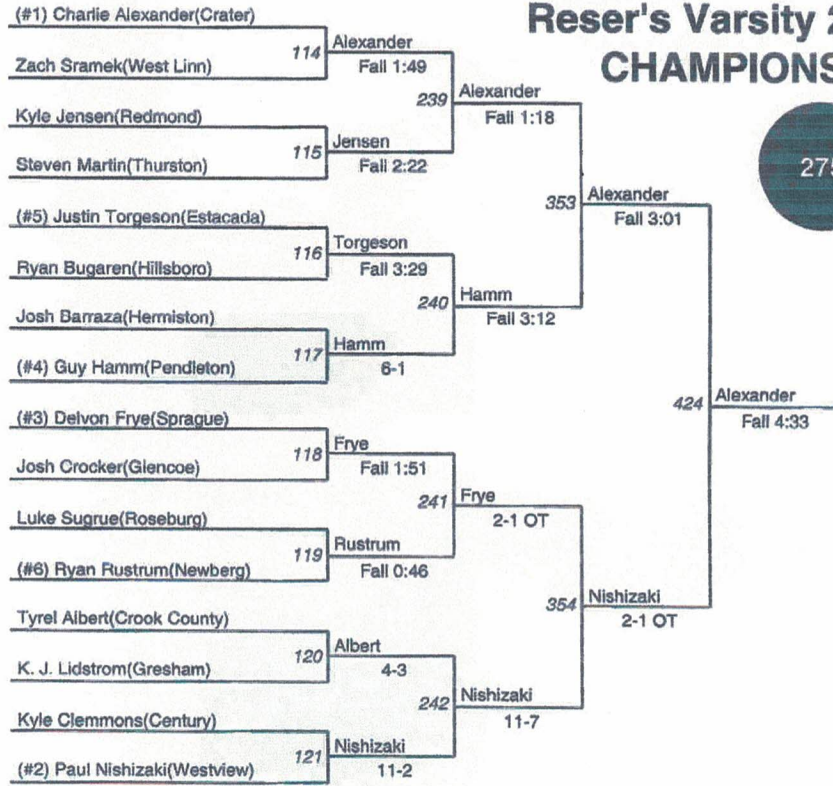 Reser's Varsity 2
CHAMPIONS
275
(#1) Charlie Alexander(Crater)
114
Alexander
Fall 1:49
Zach Sramek(West Linn)
239
Alexander
Fall 1:18
Kyle Jensen(Redmond)
115
Jensen
Fall 2:22
Steven Martin(Thurston)
353
Alexander
Fall 3:01
(#5) Justin Torgeson(Estacada)
116
Torgeson
Fall 3:29
Ryan Bugaren(Hillsboro)
240
Hamm
Fall 3:12
Josh Barraza(Hermiston)
117
Hamm
6-1
(#4) Guy Hamm(Pendleton)
424
Alexander
Fall 4:33
(#3) Delvon Frye(Sprague)
118
Frye
Fall 1:51
Josh Crocker(Glencoe)
241
Frye
2-1 OT
Luke Sugrue(Roseburg)
119
Rustrum
Fall 0:46
(#6) Ryan Rustrum(Newberg)
354
Nishizaki
2-1 OT
Tyrel Albert(Crook County)
120
Albert
4-3
K. J. Lidstrom(Gresham)
242
Nishizaki
11-7
Kyle Clemmons(Century)
121
Nishizaki
11-2
(#2) Paul Nishizaki(Westview)